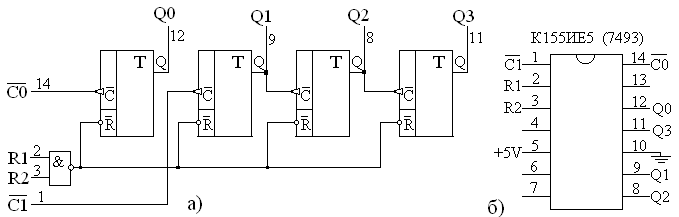 Q0 Q1 Q2 Q3
12 9 8 11
К155ИЕ5 (7493)
T Q T Q T Q T Q
C̅1̅ 1 14 C̅0̅
C̅0̅ 14 C̅ C̅ C̅ C̅
R1 2 13
R̅ R̅ R̅ R̅
R2 3 12 Q0
4 11 Q3
R1 2 &
+5V 5 10
R2 3
6 9 Q1
C̅1̅ 1
7 8 Q2
а) б)